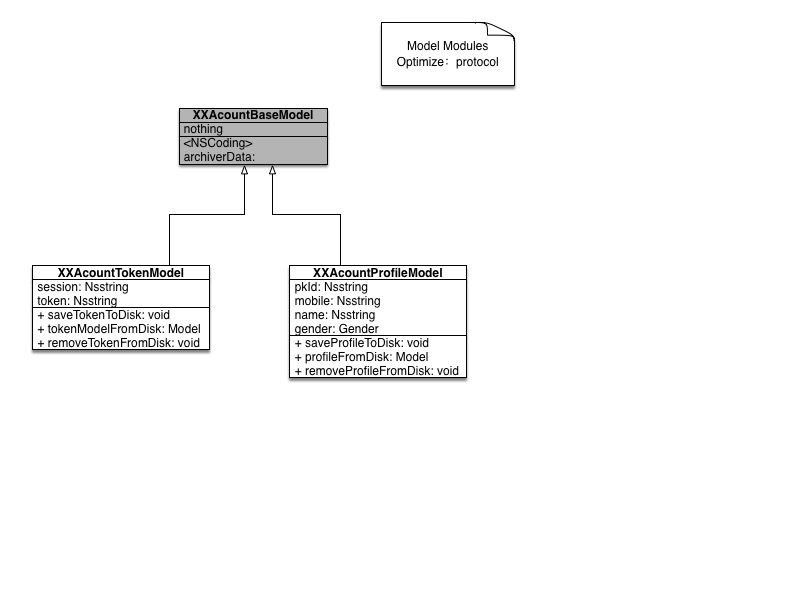 Model Modules
Optimize：protocol
XXAcountBaseModel
nothing
<NSCoding>
archiverData:
XXAcountTokenModel
session: Nsstring
token: Nsstring
+ saveTokenToDisk: void
+ tokenModelFromDisk: Model
+ removeTokenFromDisk: void
XXAcountProfileModel
pkId: Nsstring
mobile: Nsstring
name: Nsstring
gender: Gender
+ saveProfileToDisk: void
+ profileFromDisk: Model
+ removeProfileFromDisk: void